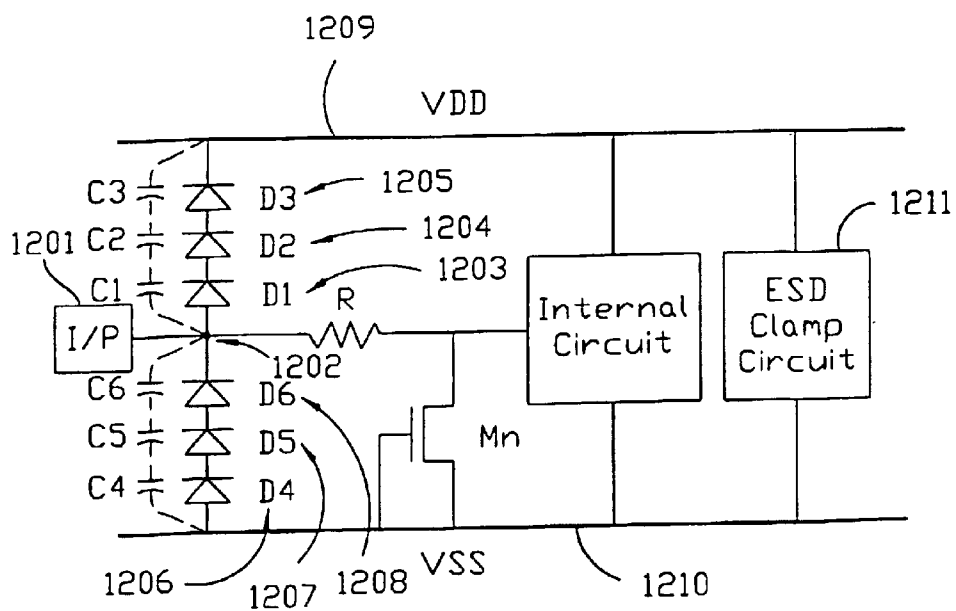 1209
VDD
C3
D3
1205
1211
1201
C2
D2
1204
C1
D1
1203
R
I/P
1202
Internal
Circuit
ESD
Clamp
Circuit
C6
D6
C5
D5
Mn
C4
D4
1206
1207
1208
VSS
1210